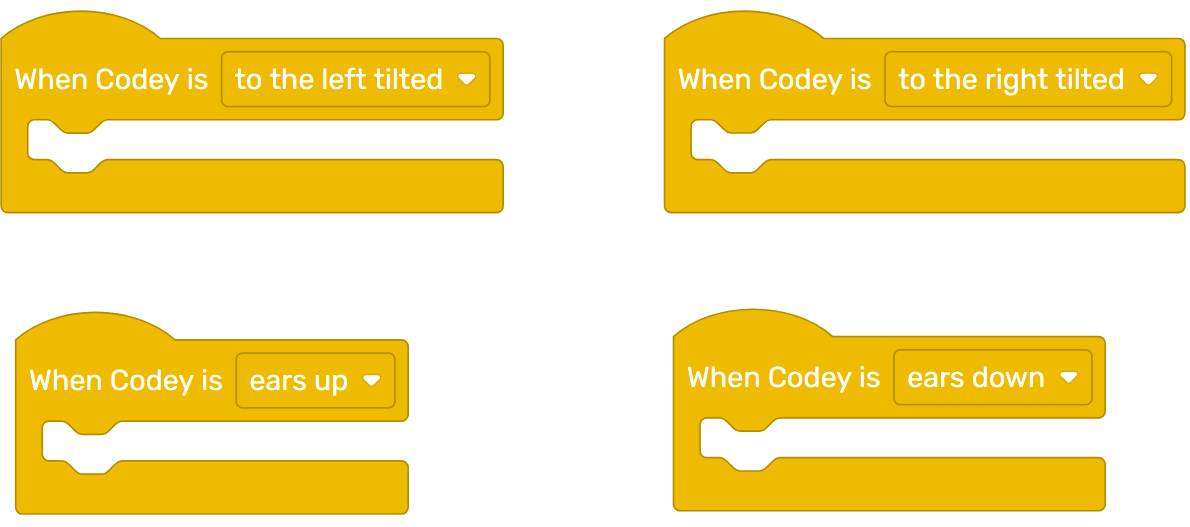 When Codey is to the left tilted
When Codey is to the right tilted
When Codey is ears up
When Codey is ears down